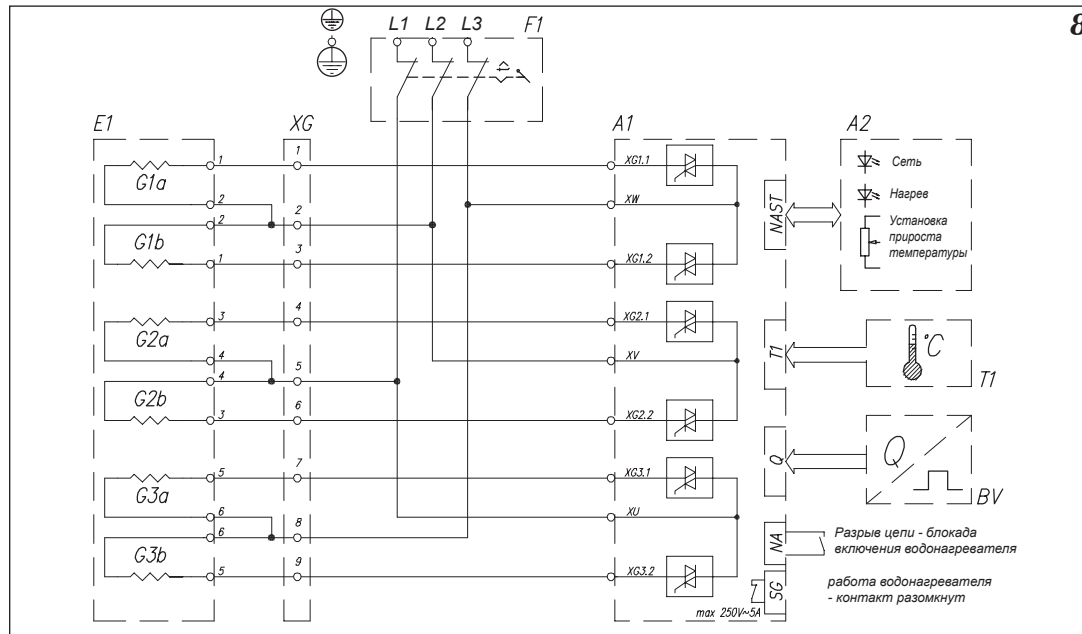 8
L1 L2 L3 F1
E1 XG A1 A2
G1a
1
2
2
G1b
1
G2a
3
4
4
G2b
3
G3a
5
6
6
G3b
5
1
2
3
4
5
6
7
8
9
XG1.1
XW
XG1.2
XG2.1
XV
XG2.2
XG3.1
XU
XG3.2
NAST
T1
Q
NA
SG
max 250V~5A
Сеть
Нагрев
Установка
прироста
температуры
°C
T1
Q
BV
Разрыв цепи - блокада
включения водонагревателя
работа водонагревателя
- контакт разомкнут